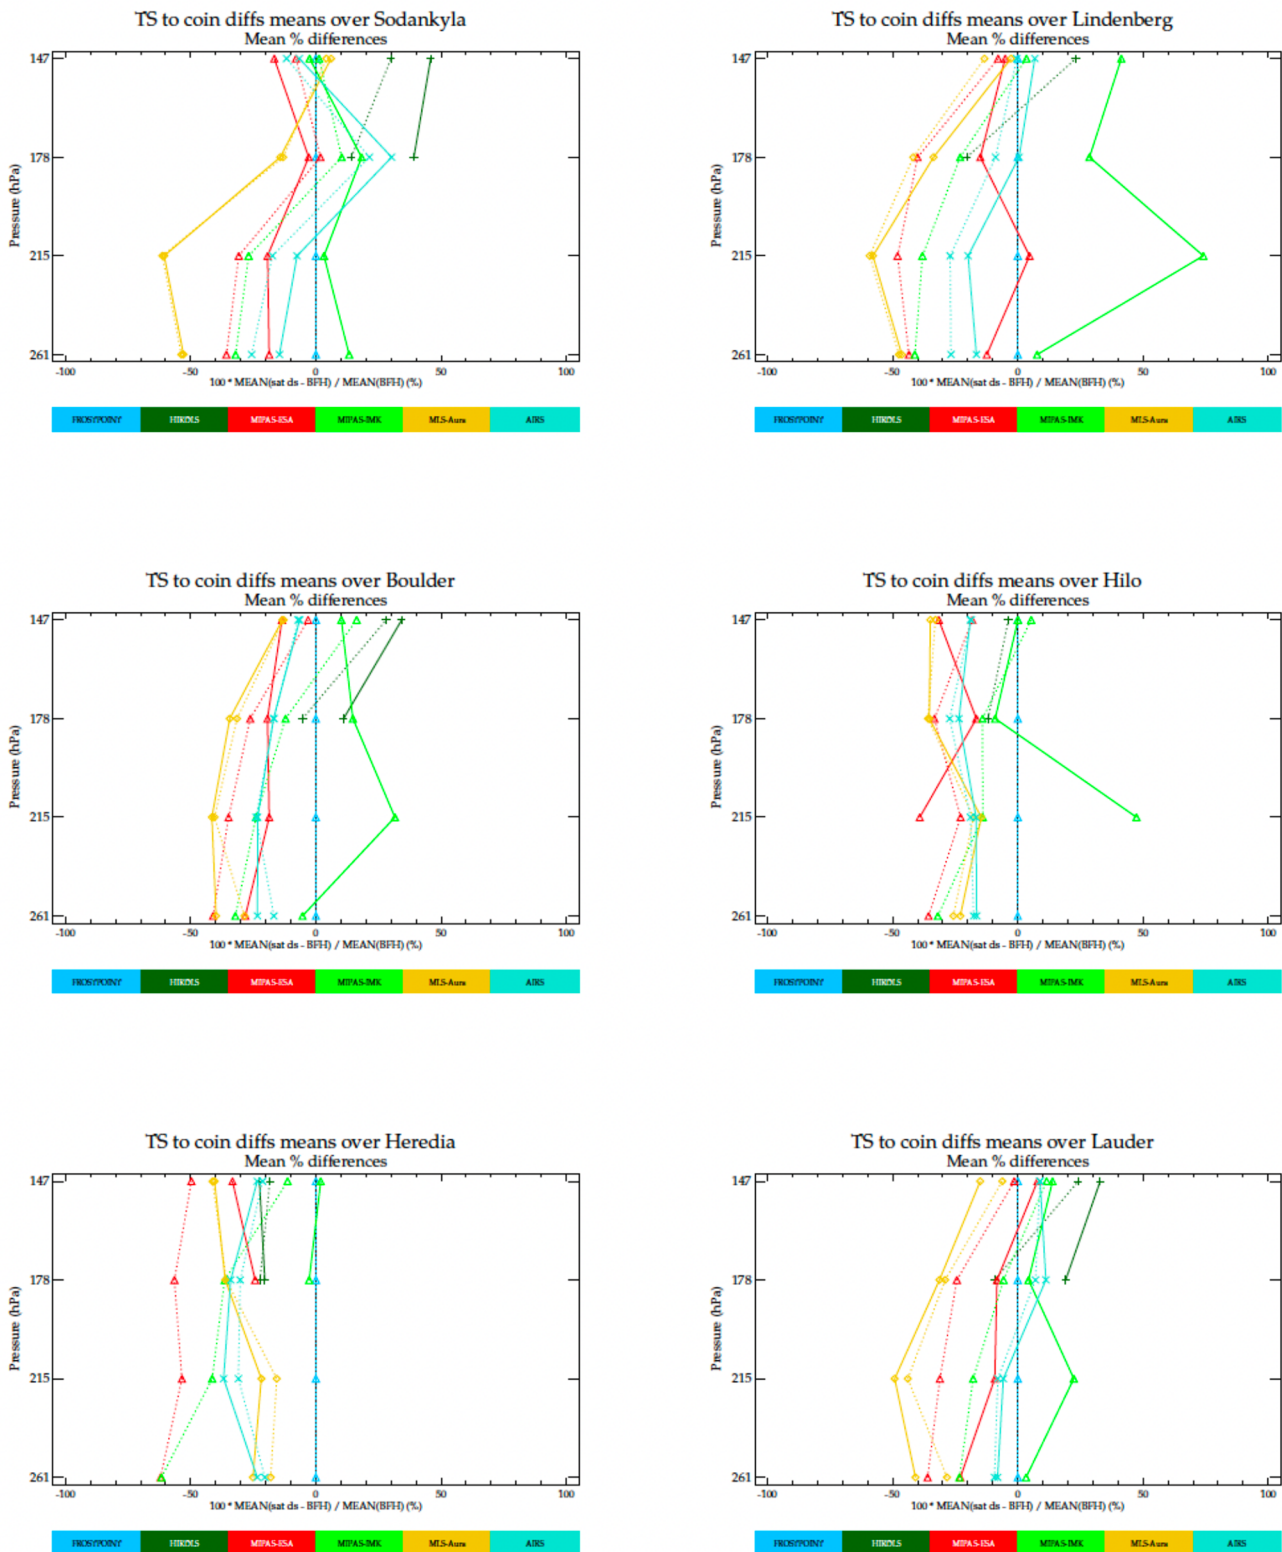 TS to coin diffs means over Sodankyla
Mean % differences
147
178
215
261
Pressure (hPa)
-100 -50 0 50 100
100 * MEAN(sat ds - BFH) / MEAN(BFH) (%)
FROSTPOINT HIRDLS MIPAS-ESA MIPAS-IMK MLS-Aura AIRS
TS to coin diffs means over Lindenberg
Mean % differences
147
178
215
261
Pressure (hPa)
-100 -50 0 50 100
100 * MEAN(sat ds - BFH) / MEAN(BFH) (%)
FROSTPOINT HIRDLS MIPAS-ESA MIPAS-IMK MLS-Aura AIRS
TS to coin diffs means over Boulder
Mean % differences
147
178
215
261
Pressure (hPa)
-100 -50 0 50 100
100 * MEAN(sat ds - BFH) / MEAN(BFH) (%)
FROSTPOINT HIRDLS MIPAS-ESA MIPAS-IMK MLS-Aura AIRS
TS to coin diffs means over Hilo
Mean % differences
147
178
215
261
Pressure (hPa)
-100 -50 0 50 100
100 * MEAN(sat ds - BFH) / MEAN(BFH) (%)
FROSTPOINT HIRDLS MIPAS-ESA MIPAS-IMK MLS-Aura AIRS
TS to coin diffs means over Heredia
Mean % differences
147
178
215
261
Pressure (hPa)
-100 -50 0 50 100
100 * MEAN(sat ds - BFH) / MEAN(BFH) (%)
FROSTPOINT HIRDLS MIPAS-ESA MIPAS-IMK MLS-Aura AIRS
TS to coin diffs means over Lauder
Mean % differences
147
178
215
261
Pressure (hPa)
-100 -50 0 50 100
100 * MEAN(sat ds - BFH) / MEAN(BFH) (%)
FROSTPOINT HIRDLS MIPAS-ESA MIPAS-IMK MLS-Aura AIRS